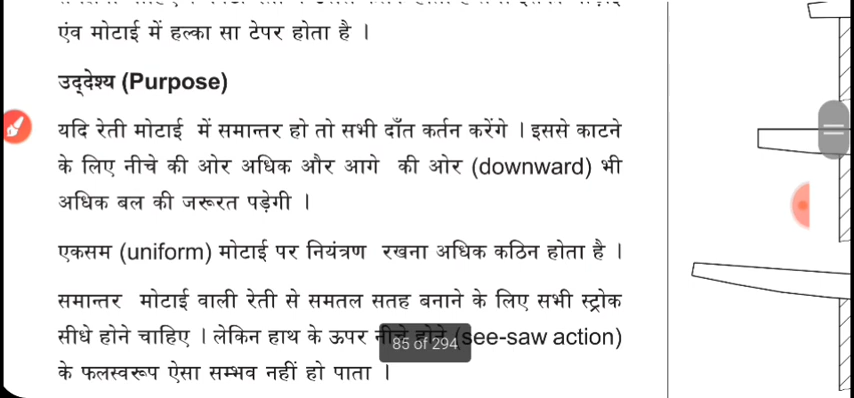 एंव मोटाई में हल्का सा टेपर होता है ।
उद्देश्य (Purpose)
यदि रेती मोटाई में समान्तर हो तो सभी दाँत कर्तन करेंगे । इससे काटने
के लिए नीचे की ओर अधिक और आगे की ओर (downward) भी
अधिक बल की जरूरत पड़ेगी ।
एकसम (uniform) मोटाई पर नियंत्रण रखना अधिक कठिन होता है ।
समान्तर मोटाई वाली रेती से समतल सतह बनाने के लिए सभी स्ट्रोक
सीधे होने चाहिए । लेकिन हाथ के ऊपर नीचे होने (see-saw action)
85 of 294
के फलस्वरूप ऐसा सम्भव नहीं हो पाता ।